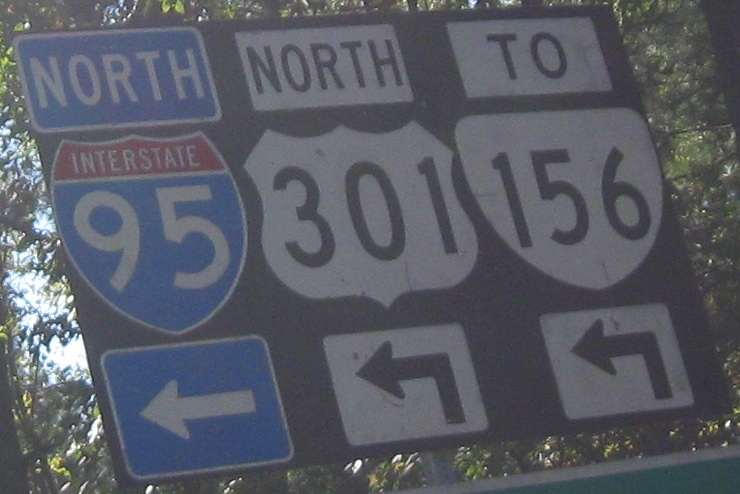 NORTH NORTH TO
INTERSTATE
95 301 156